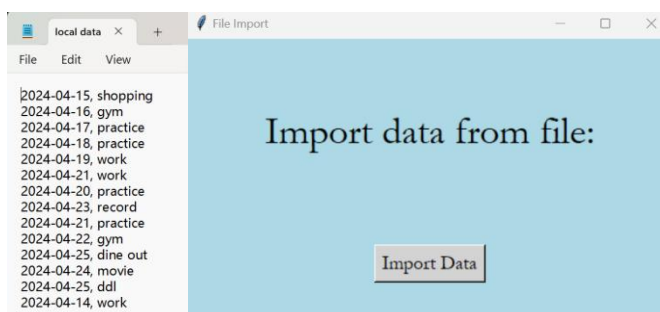 local data
File Edit View
2024-04-15, shopping
2024-04-16, gym
2024-04-17, practice
2024-04-18, practice
2024-04-19, work
2024-04-21, work
2024-04-20, practice
2024-04-23, record
2024-04-21, practice
2024-04-22, gym
2024-04-25, dine out
2024-04-24, movie
2024-04-25, ddl
2024-04-14, work
File Import
Import data from file:
Import Data